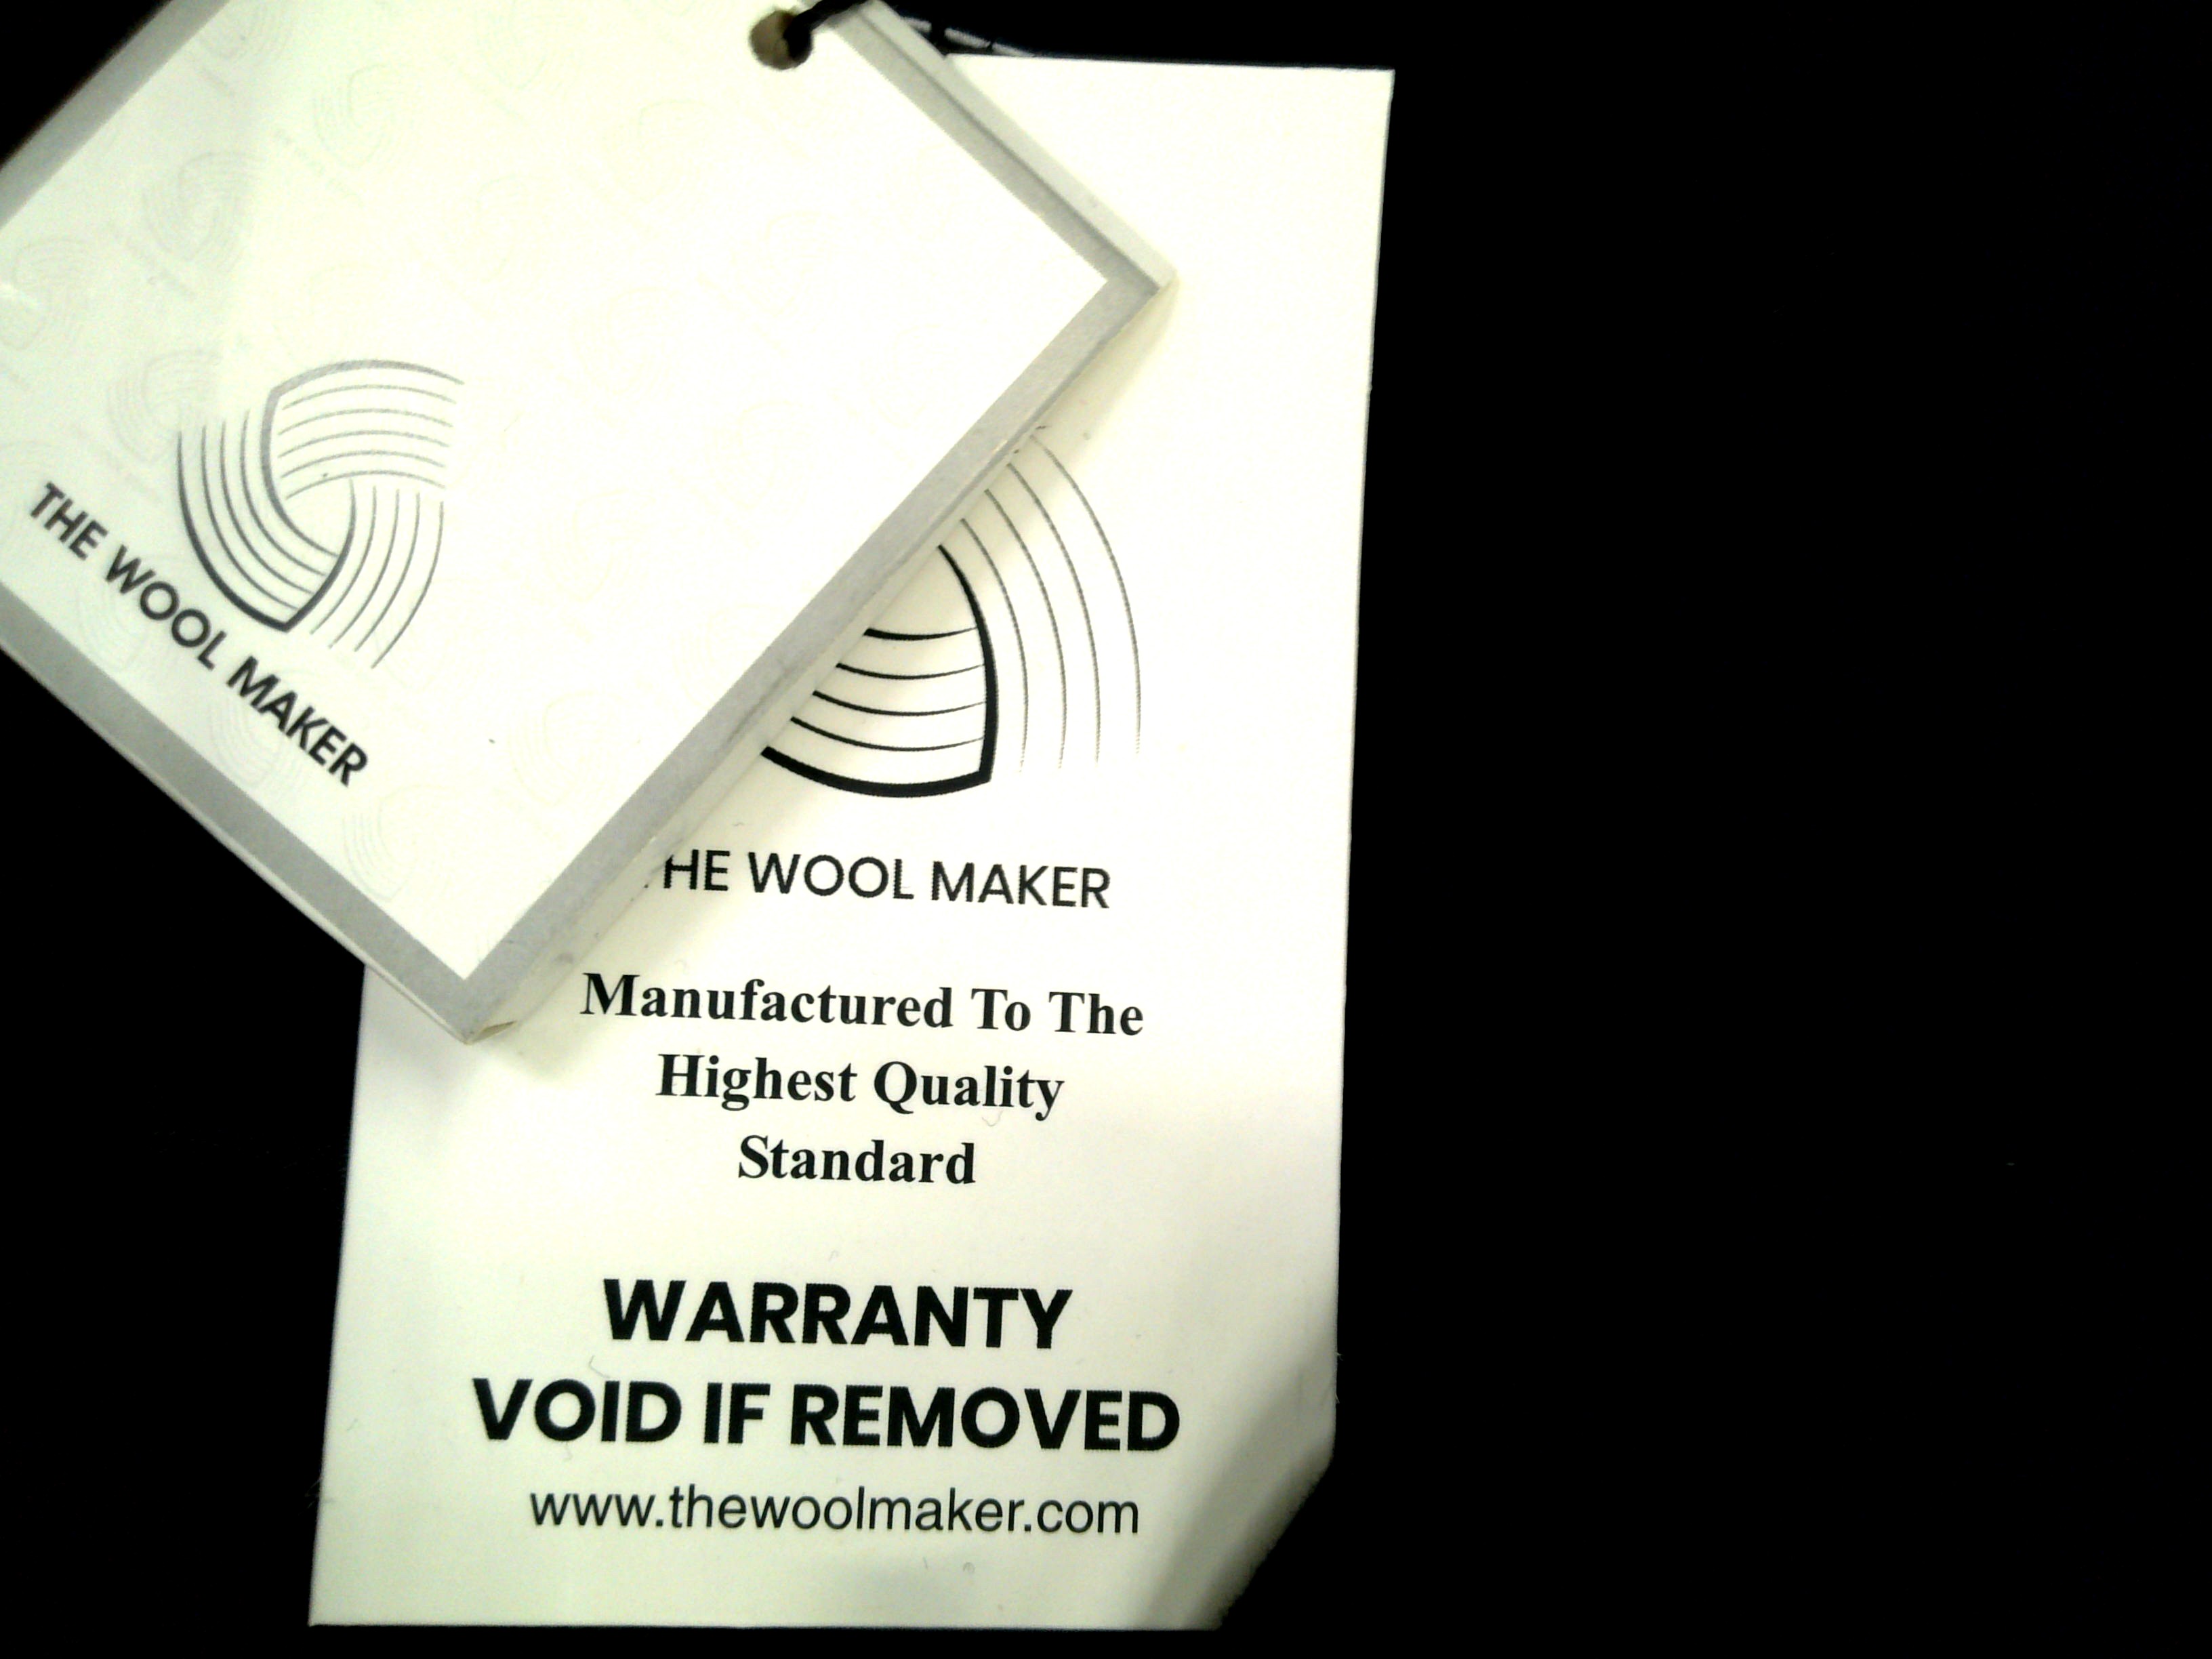 THE WOOL MAKER
HE WOOL MAKER
Manufactured To The
Highest Quality
Standard
WARRANTY
VOID IF REMOVED
www.thewoolmaker.com